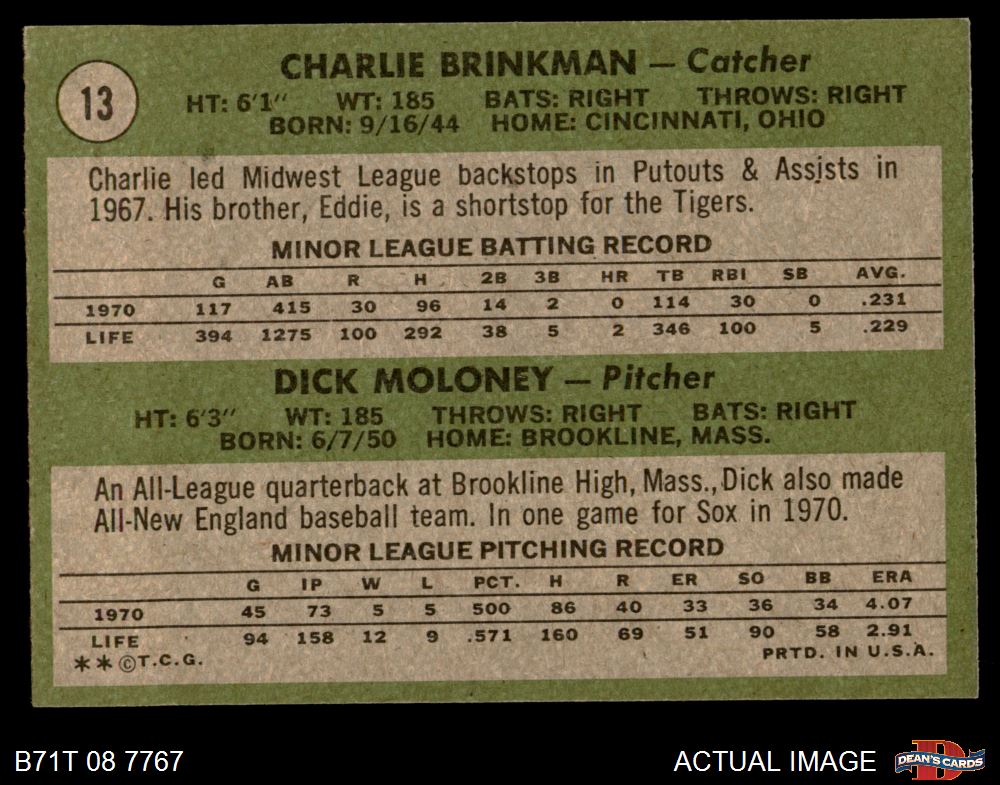 CHARLIE BRINKMAN — Catcher
13
HT: 6'1" WT: 185 BATS: RIGHT THROWS: RIGHT
BORN: 9/16/44 HOME: CINCINNATI, OHIO
Charlie led Midwest League backstops in Putouts & Assists in
1967. His brother, Eddie, is a shortstop for the Tigers.
MINOR LEAGUE BATTING RECORD
G AB R H 2B 3B HR TB RBI SB AVG.
1970 117 415 30 96 14 2 0 114 30 0 .231
LIFE 394 1275 100 292 38 5 2 346 100 5 .229
DICK MOLONEY — Pitcher
HT: 6'3" WT: 185 THROWS: RIGHT BATS: RIGHT
BORN: 6/7/50 HOME: BROOKLINE, MASS.
An All-League quarterback at Brookline High, Mass., Dick also made
All-New England baseball team. In one game for Sox in 1970.
MINOR LEAGUE PITCHING RECORD
G IP W L PCT. H R ER SO BB ERA
1970 45 73 5 5 500 86 40 33 36 34 4.07
LIFE 94 158 12 9 .571 160 69 51 90 58 2.91
**©T.C.G. PRTD. IN U.S.A.
B71T 08 7767 ACTUAL IMAGE D DEAN'S CARDS